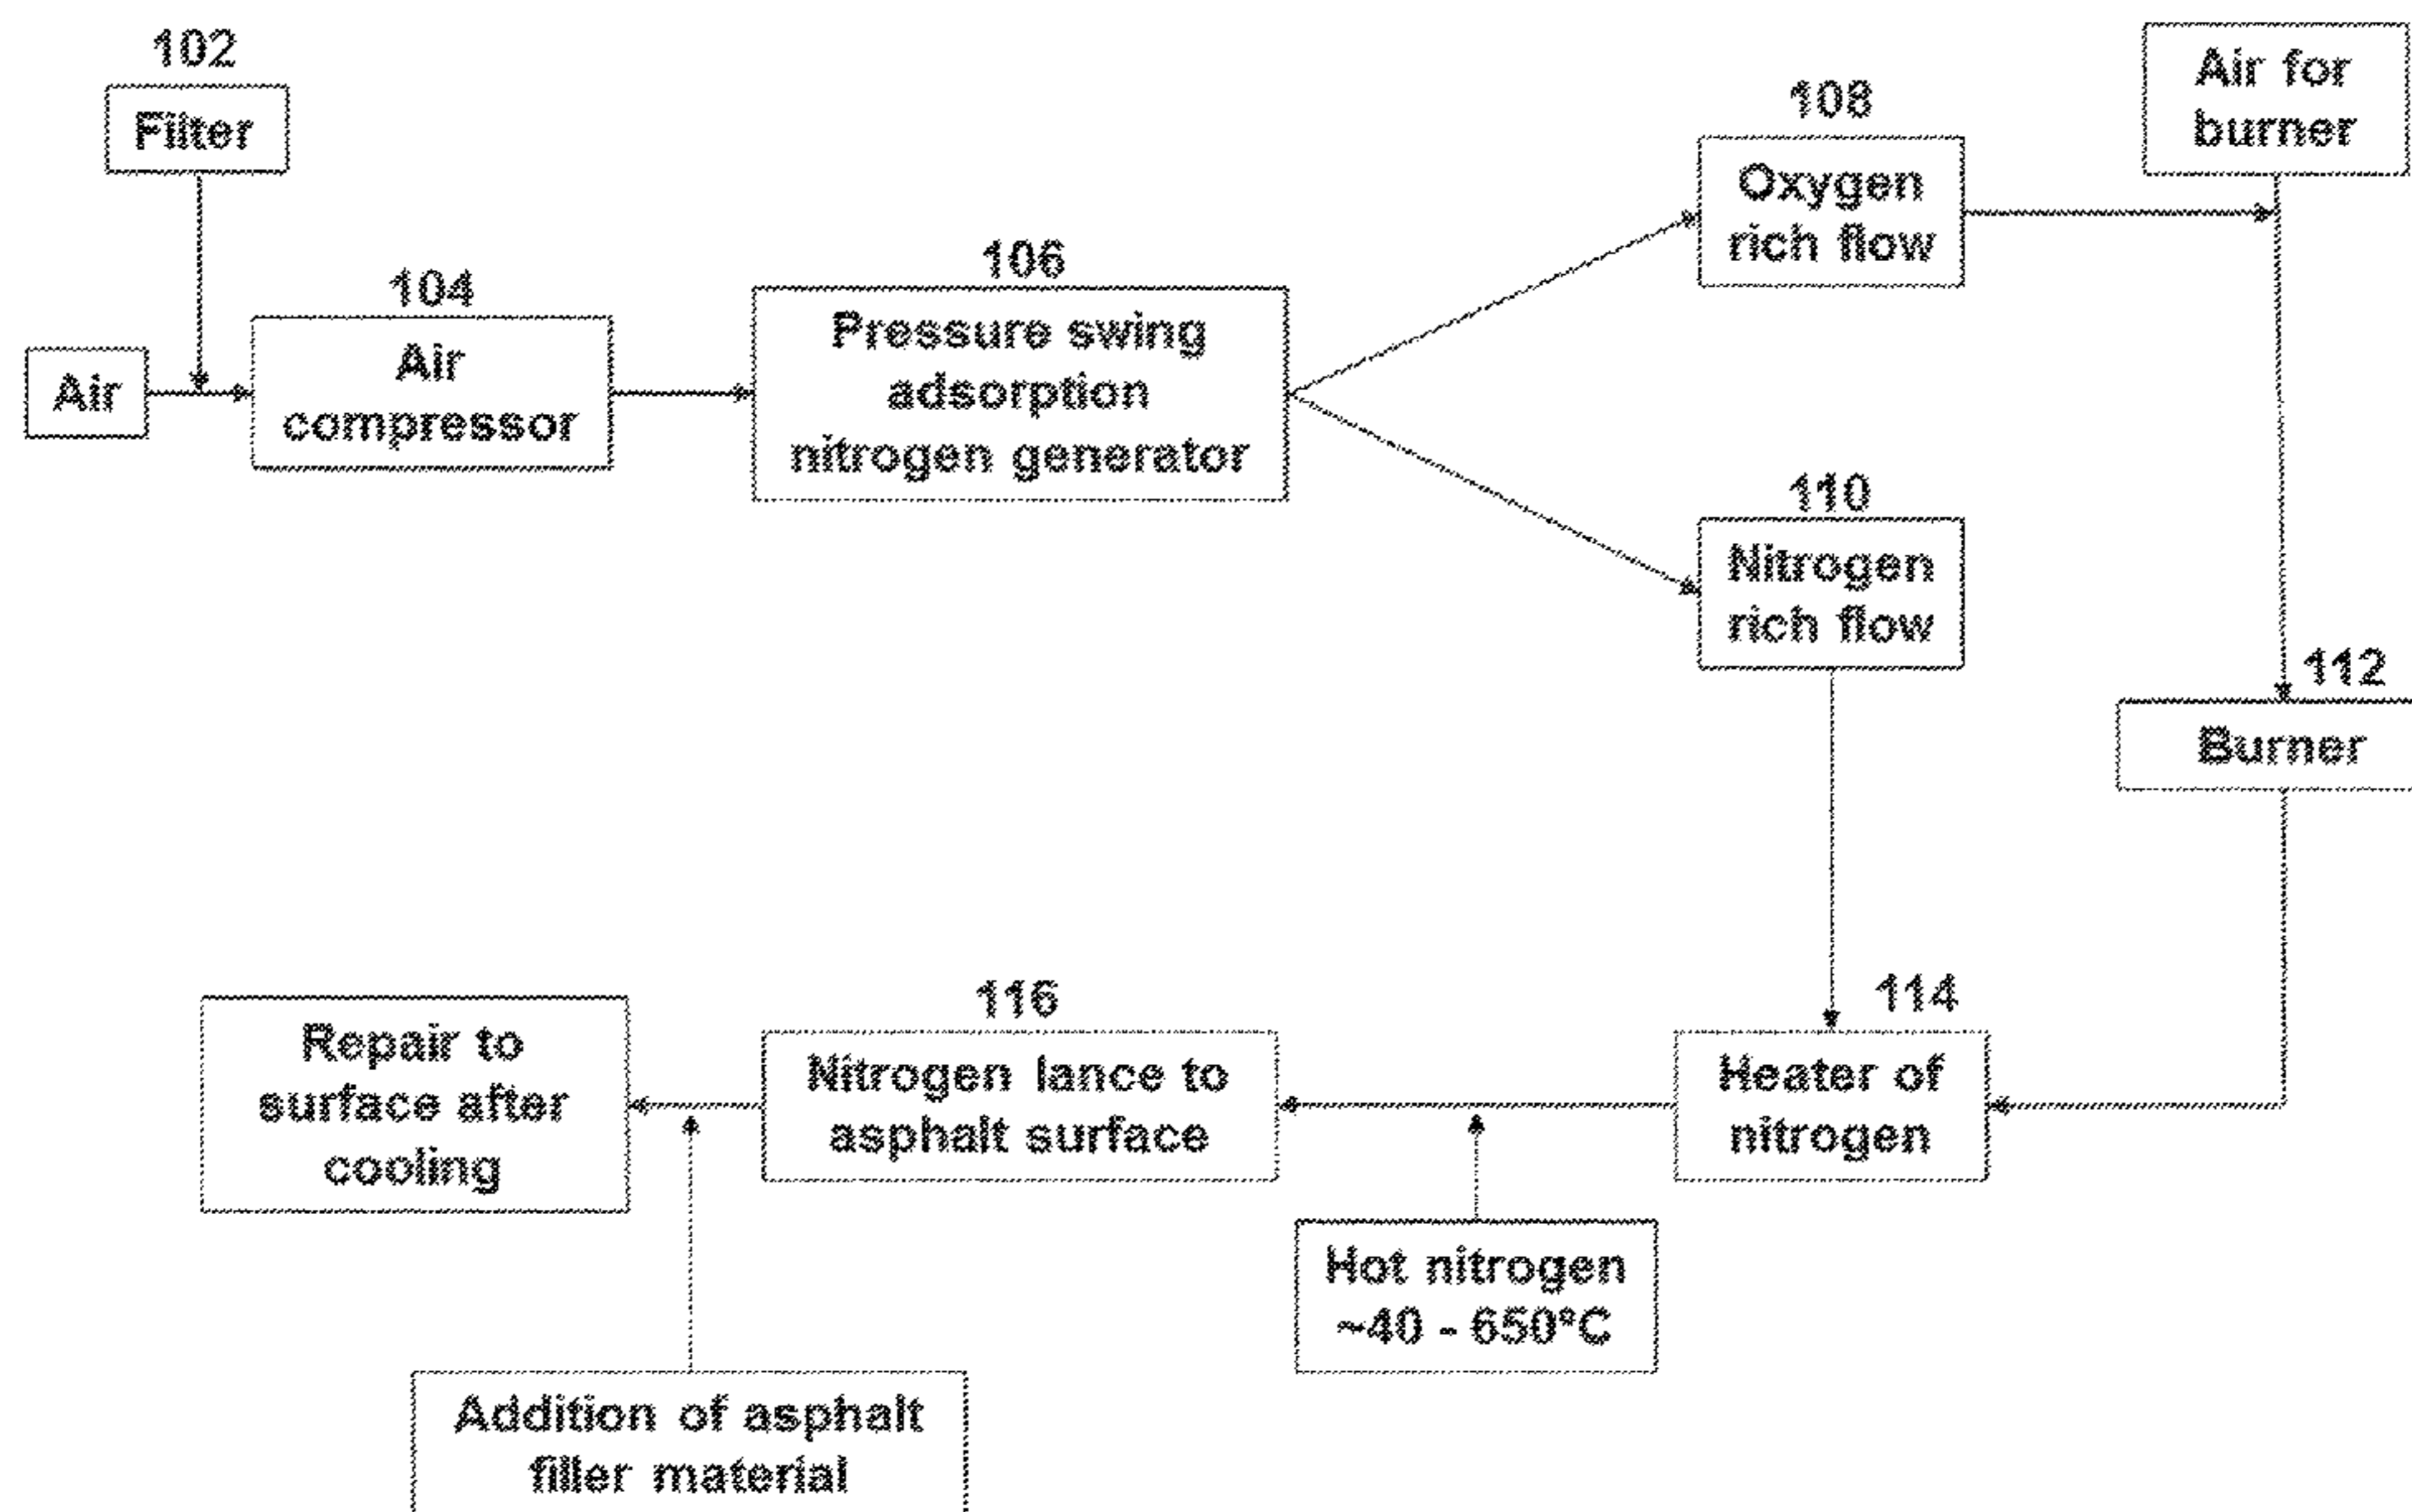 102
Filter
Air
104
Air
compressor
106
Pressure swing
adsorption
nitrogen generator
108
Oxygen
rich flow
Air for
burner
110
Nitrogen
rich flow
112
Burner
114
Heater of
nitrogen
Hot nitrogen
~40 - 650°C
116
Nitrogen lance to
asphalt surface
Repair to
surface after
cooling
Addition of asphalt
filler material